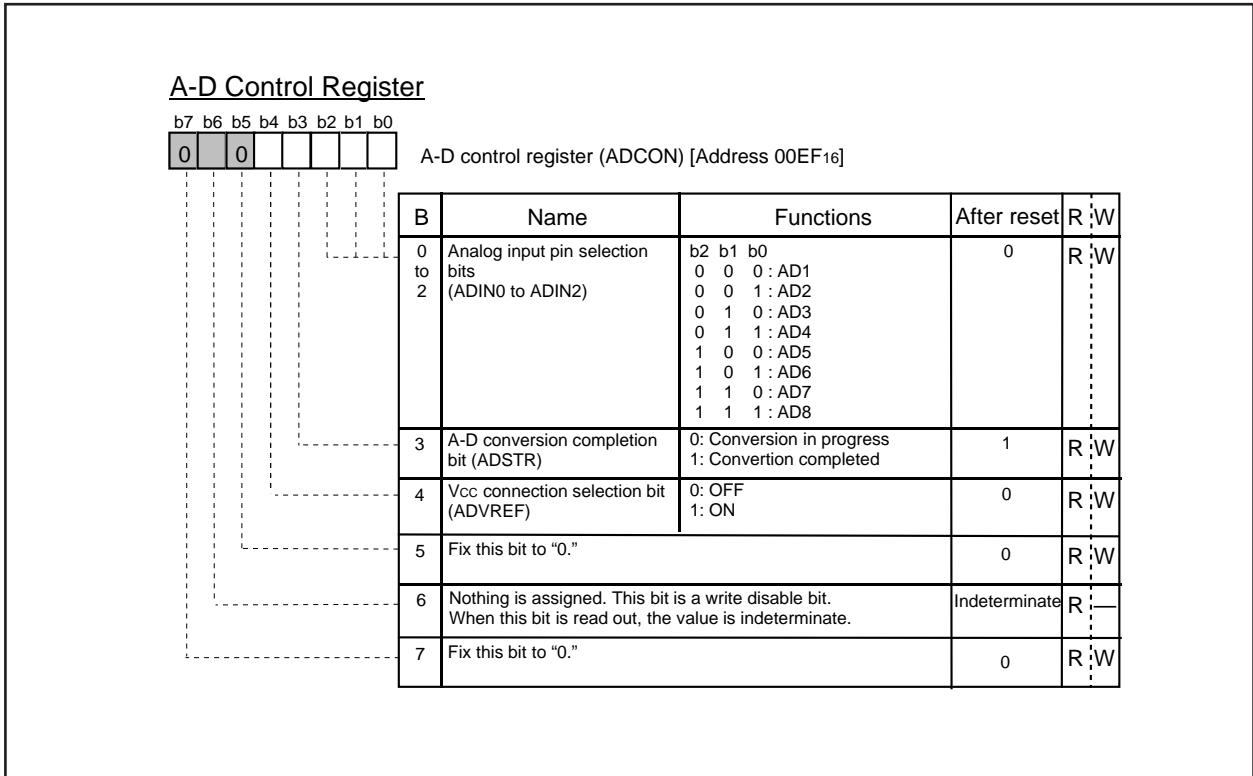 A-D Control Register
b7 b6 b5 b4 b3 b2 b1 b0
0 0
A-D control register (ADCON) [Address 00EF16]
B Name Functions After reset R W
0 to 2 Analog input pin selection bits (ADIN0 to ADIN2)
b2 b1 b0
0 0 0 : AD1
0 0 1 : AD2
0 1 0 : AD3
0 1 1 : AD4
1 0 0 : AD5
1 0 1 : AD6
1 1 0 : AD7
1 1 1 : AD8
0 R W
3 A-D conversion completion bit (ADSTR)
0: Conversion in progress
1: Convertion completed
1 R W
4 Vcc connection selection bit (ADVREF)
0: OFF
1: ON
0 R W
5 Fix this bit to “0.” 0 R W
6 Nothing is assigned. This bit is a write disable bit.
When this bit is read out, the value is indeterminate.
Indeterminate R —
7 Fix this bit to “0.” 0 R W